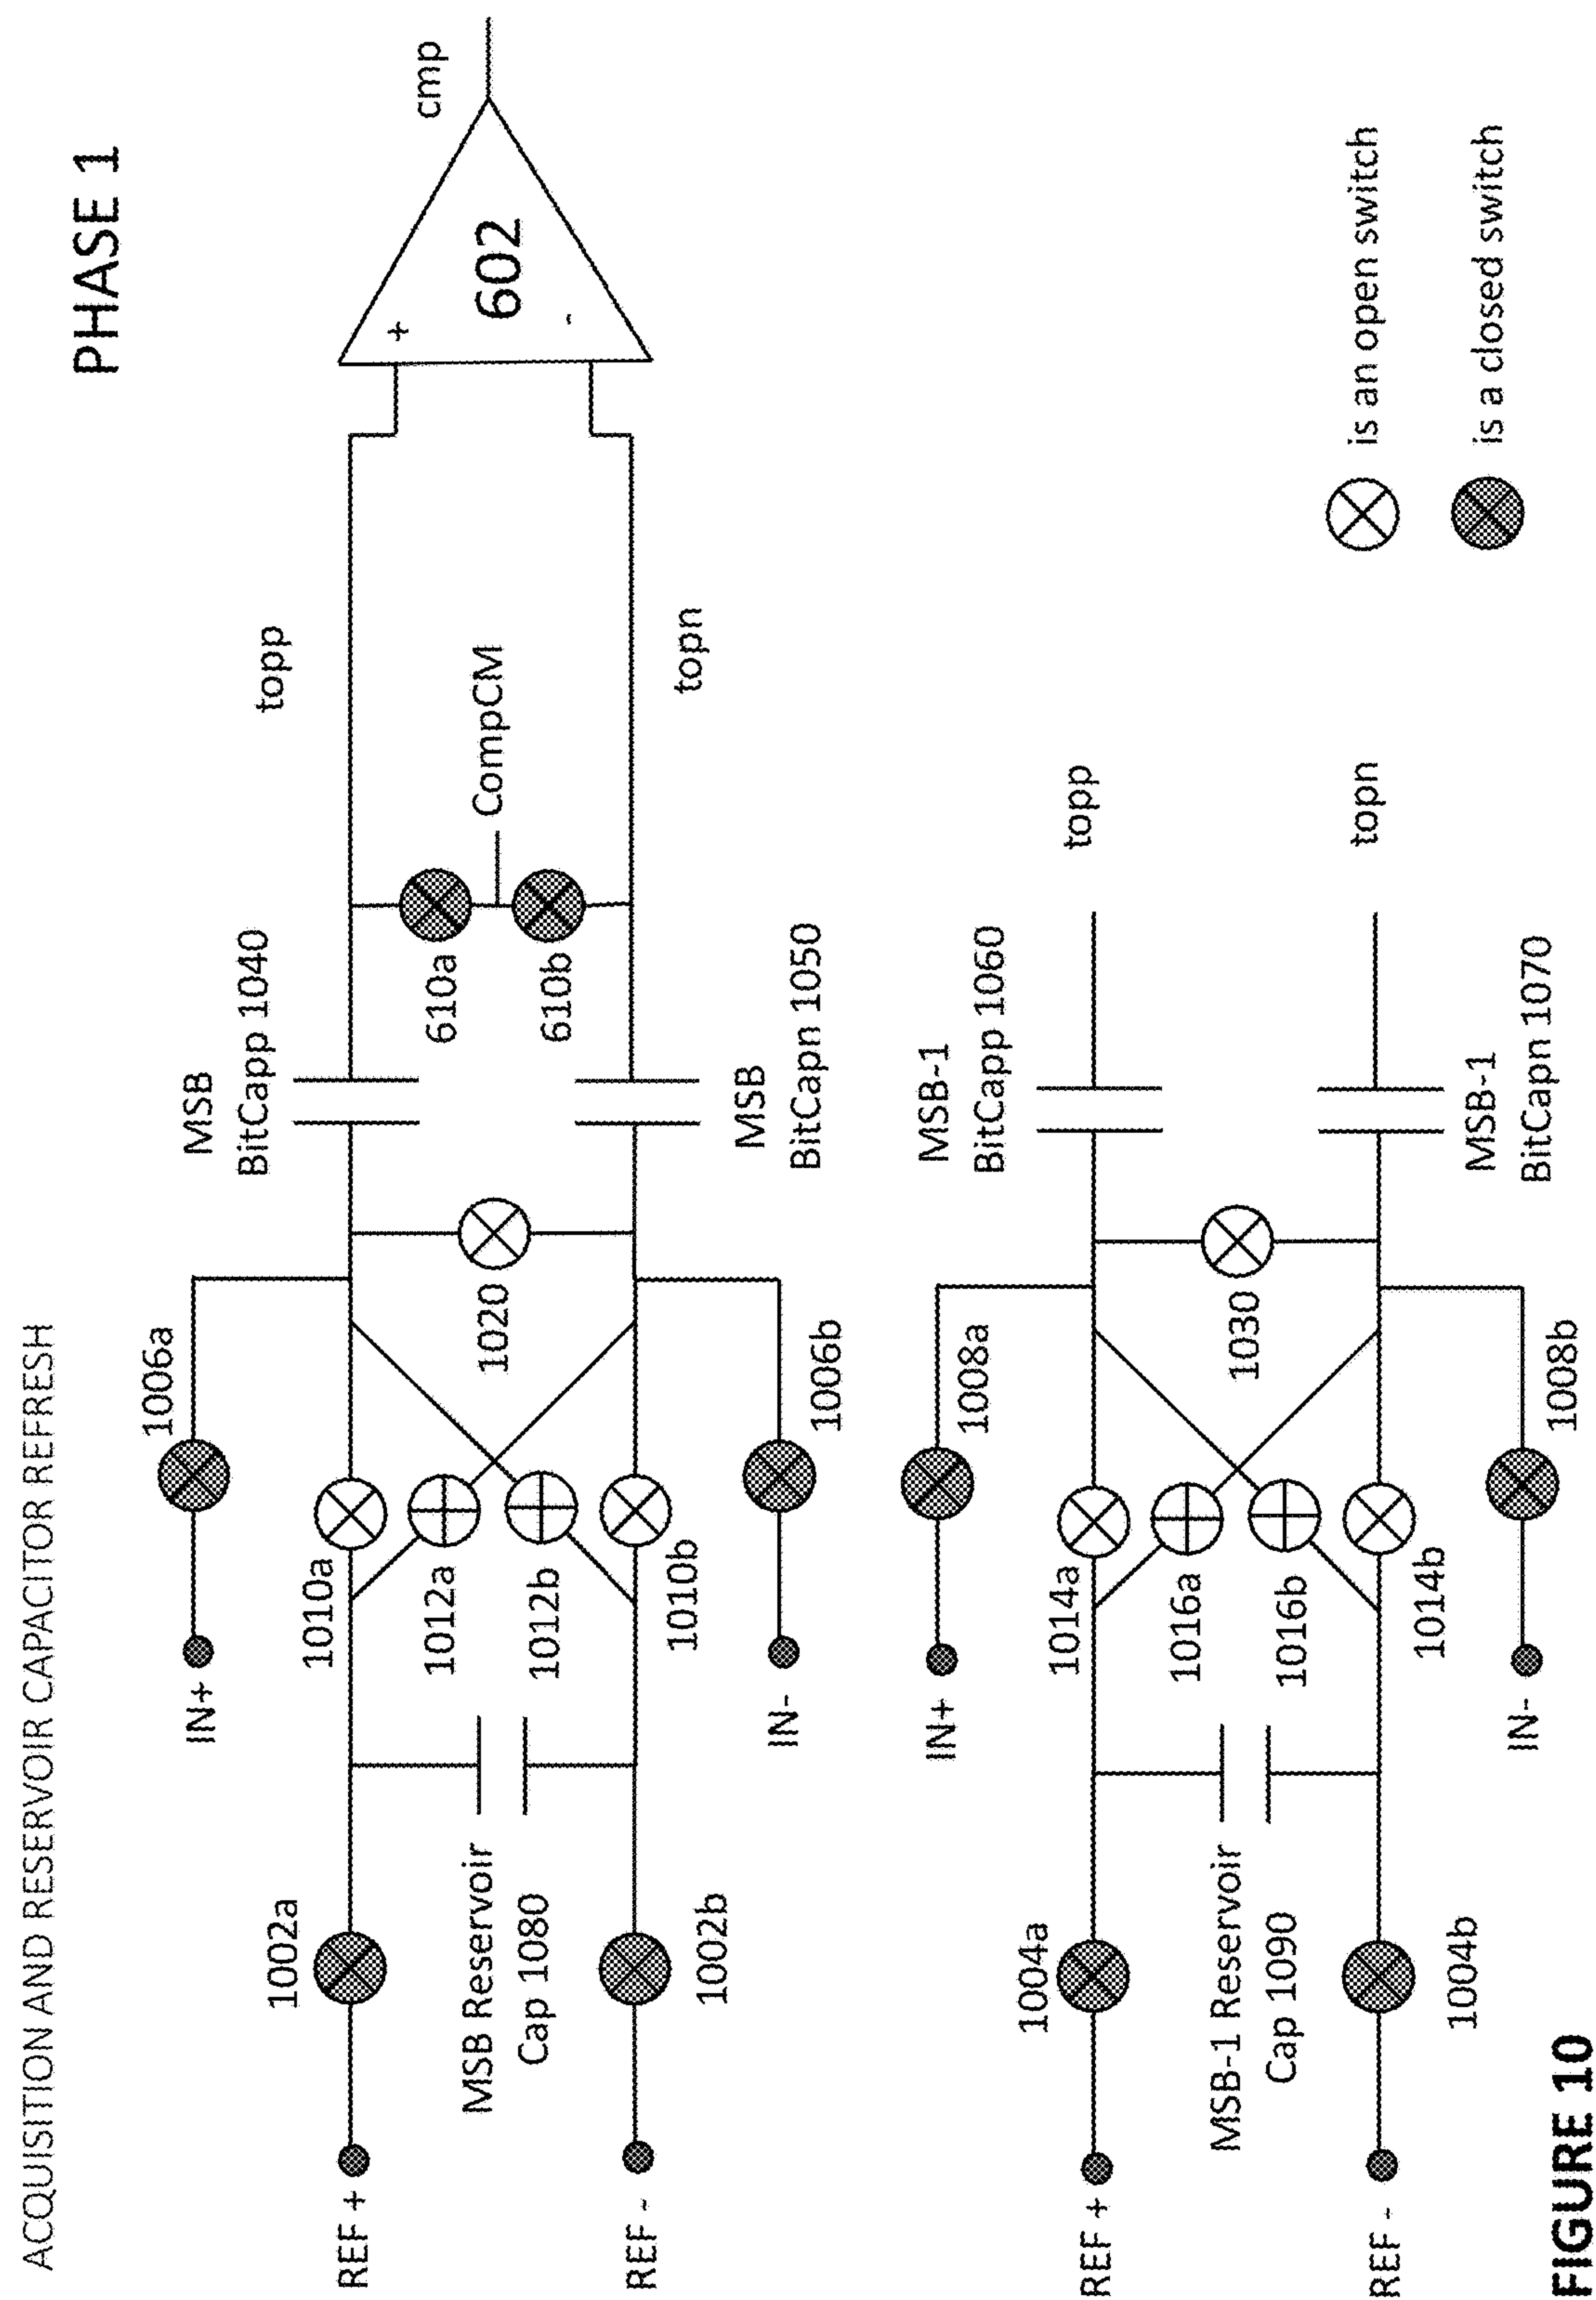 ACQUISITION AND RESERVOIR CAPACITOR REFRESH
PHASE 1
1006a
IN+
MSB
BitCapp 1040
topp
cmp
1002a
1010a
REF +
610a
+
1012a
1020
CompCM
602
MSB Reservoir
Cap 1080
1012b
610b
-
REF -
1002b
1010b
topn
MSB
BitCapn 1050
IN-
1006b
1008a
IN+
MSB-1
BitCapp 1060
1004a
1014a
topp
REF +
1016a
1030
MSB-1 Reservoir
Cap 1090
1016b
REF -
1004b
1014b
topn
MSB-1
BitCapn 1070
IN-
1008b
is an open switch
is a closed switch
FIGURE 10